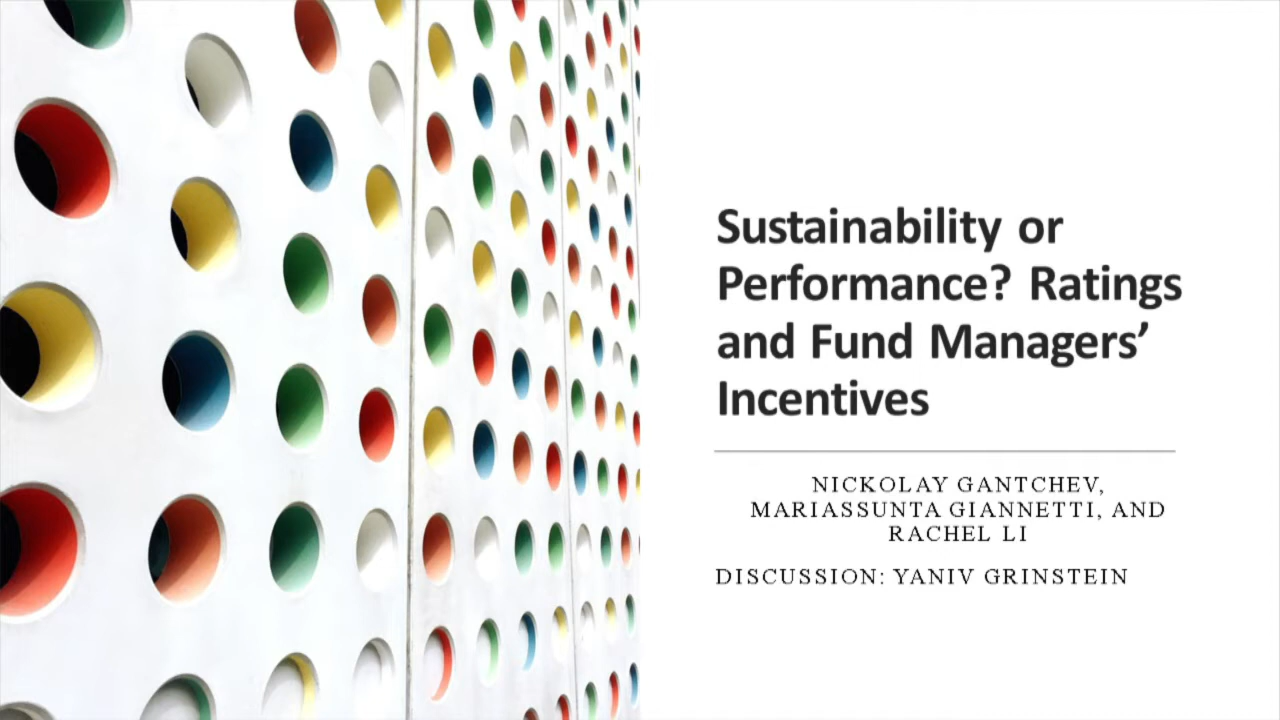 Sustainability or
Performance? Ratings
and Fund Managers’
Incentives
NICKOLAY GANTCHEV,
MARIASSUNTA GIANNETTI, AND
RACHEL LI
DISCUSSION: YANIV GRINSTEIN